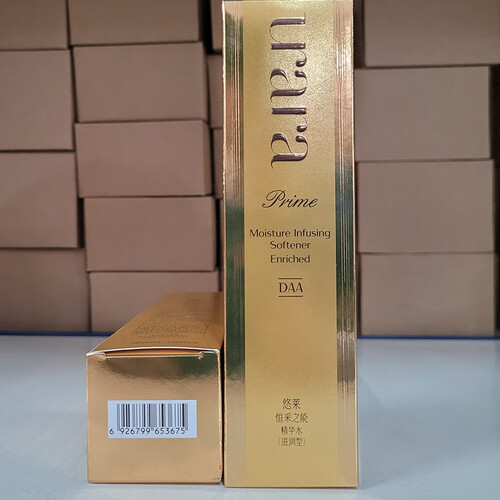 urara
Prime
Moisture Infusing
Softener
Enriched
DAA
悠莱
恒采之能
精华水
(滋润型)
6 926799 653675